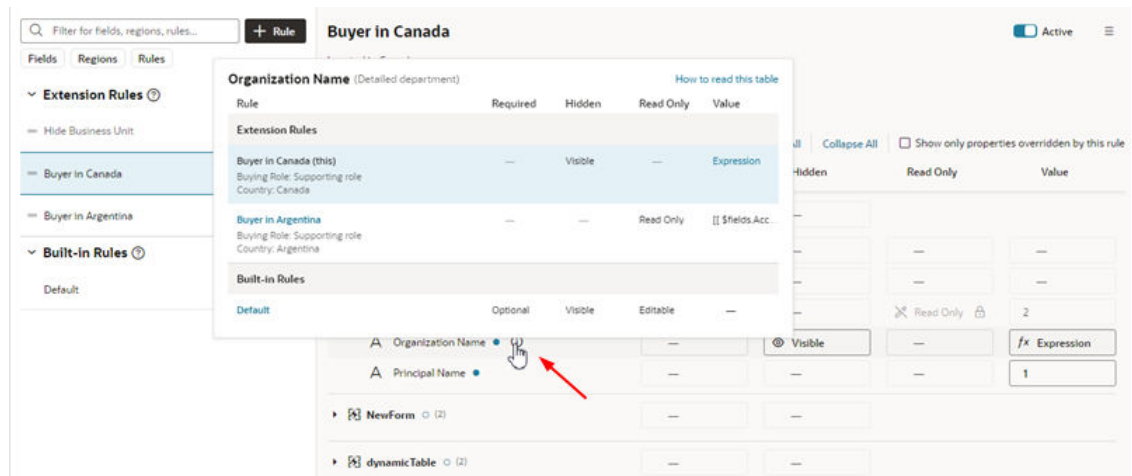 Filter for fields, regions, rules...
+ Rule
Fields Regions Rules
Extension Rules
Hide Business Unit
Buyer in Canada
Buyer in Argentina
Built-in Rules
Default
Buyer in Canada
Active
Organization Name (Detailed department)
How to read this table
Rule Required Hidden Read Only Value
Extension Rules
Buyer in Canada (this) — Visible — Expression
Buying Role: Supporting role
Country: Canada
Buyer in Argentina — — Read Only [[ $fields.Acc...
Buying Role: Supporting role
Country: Argentina
Built-in Rules
Default Optional Visible Editable —
Collapse All Show only properties overridden by this rule
Hidden Read Only Value
—
— — —
— — —
— Read Only 2
A Organization Name — Visible — fx Expression
A Principal Name — — — 1
NewForm (2) — —
dynamicTable (2) — —